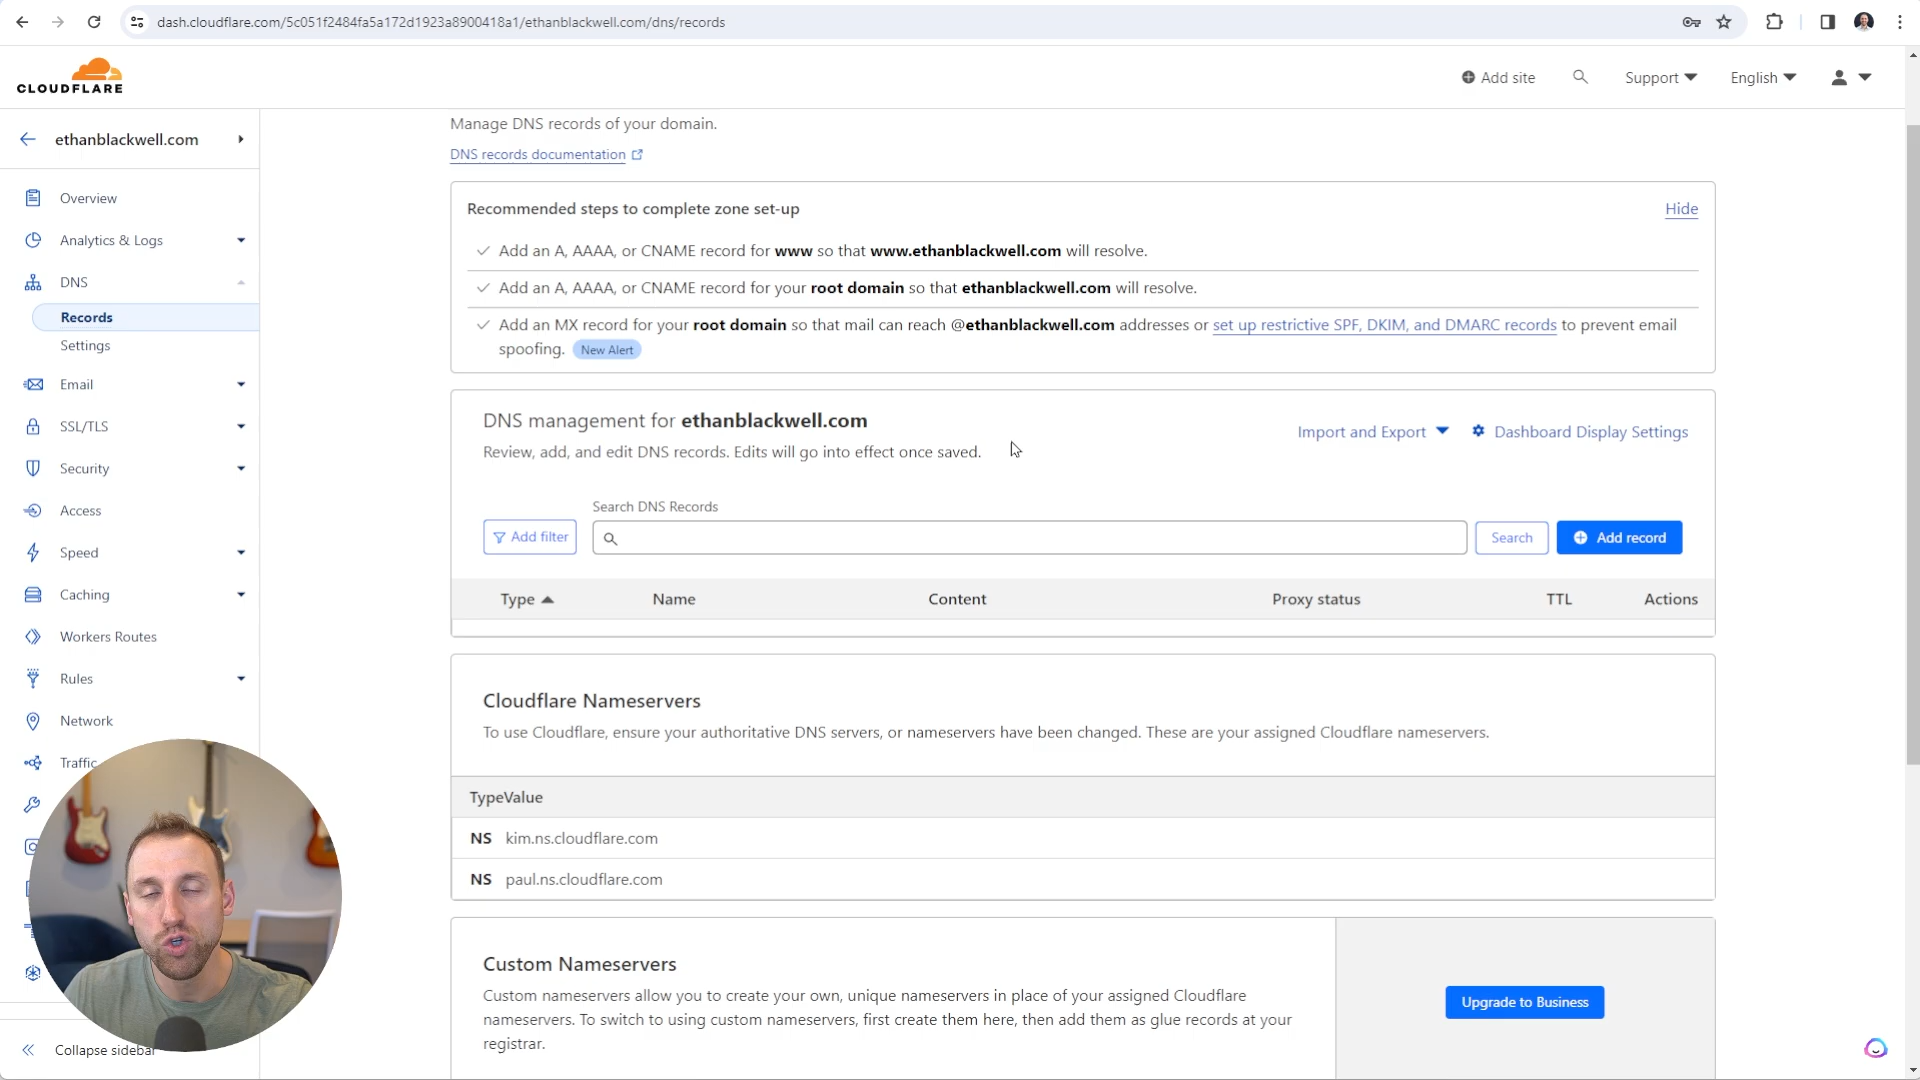 dash.cloudflare.com/5c051f2484fa5a172d1923a8900418a1/ethanblackwell.com/dns/records
CLOUDFLARE
Add site
Support
English
ethanblackwell.com
Overview
Analytics & Logs
DNS
Records
Settings
Email
SSL/TLS
Security
Access
Speed
Caching
Workers Routes
Rules
Network
Traffic
Collapse sidebar
Manage DNS records of your domain.
DNS records documentation
Recommended steps to complete zone set-up
Hide
Add an A, AAAA, or CNAME record for www so that www.ethanblackwell.com will resolve.
Add an A, AAAA, or CNAME record for your root domain so that ethanblackwell.com will resolve.
Add an MX record for your root domain so that mail can reach @ethanblackwell.com addresses or set up restrictive SPF, DKIM, and DMARC records to prevent email
spoofing. New Alert
DNS management for ethanblackwell.com
Review, add, and edit DNS records. Edits will go into effect once saved.
Import and Export
Dashboard Display Settings
Search DNS Records
Add filter
Search
Add record
Type Name Content Proxy status TTL Actions
Cloudflare Nameservers
To use Cloudflare, ensure your authoritative DNS servers, or nameservers have been changed. These are your assigned Cloudflare nameservers.
TypeValue
NS kim.ns.cloudflare.com
NS paul.ns.cloudflare.com
Custom Nameservers
Custom nameservers allow you to create your own, unique nameservers in place of your assigned Cloudflare
nameservers. To switch to using custom nameservers, first create them here, then add them as glue records at your
registrar.
Upgrade to Business